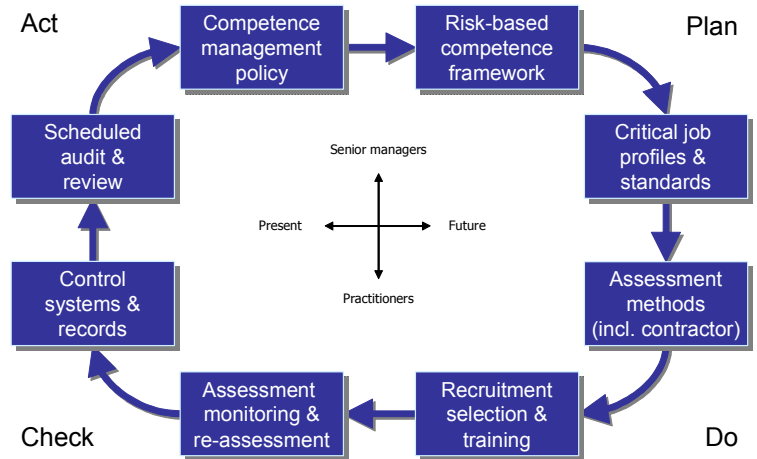 Act
Competence
management
policy
Risk-based
competence
framework
Plan
Scheduled
audit &
review
Critical job
profiles &
standards
Senior managers
Present
Future
Practitioners
Control
systems &
records
Assessment
methods
(incl. contractor)
Assessment
monitoring &
re-assessment
Recruitment
selection &
training
Check
Do